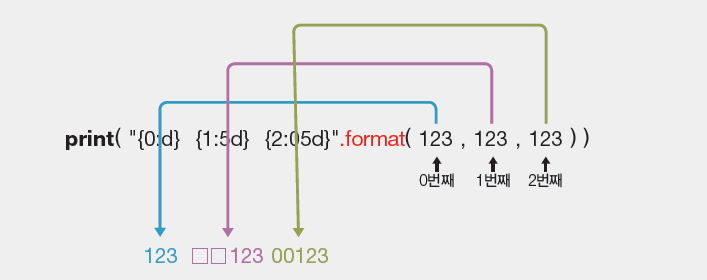 print( "{0:d} {1:5d} {2:05d}".format( 123 , 123 , 123 ) )
0번째 1번째 2번째
123 □□123 00123